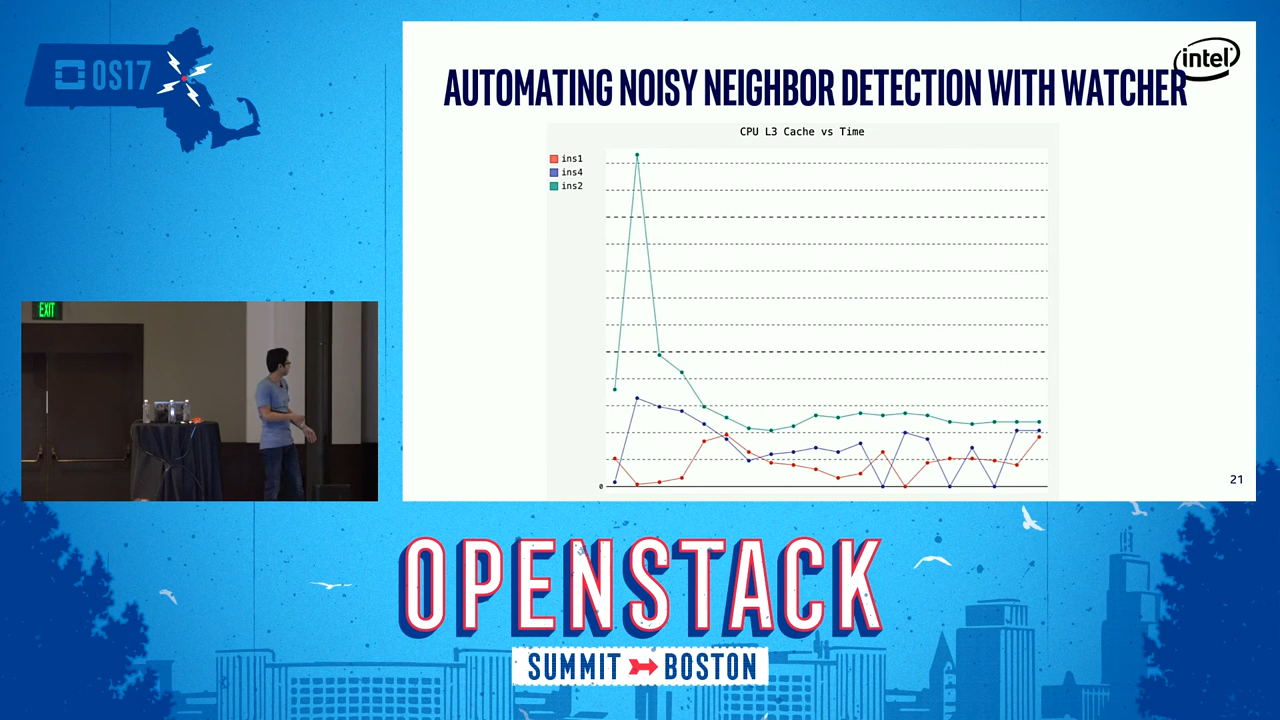 OS17
intel
AUTOMATING NOISY NEIGHBOR DETECTION WITH WATCHER
CPU L3 Cache vs Time
ins1
ins4
ins2
0
21
EXIT
OPENSTACK
SUMMIT BOSTON